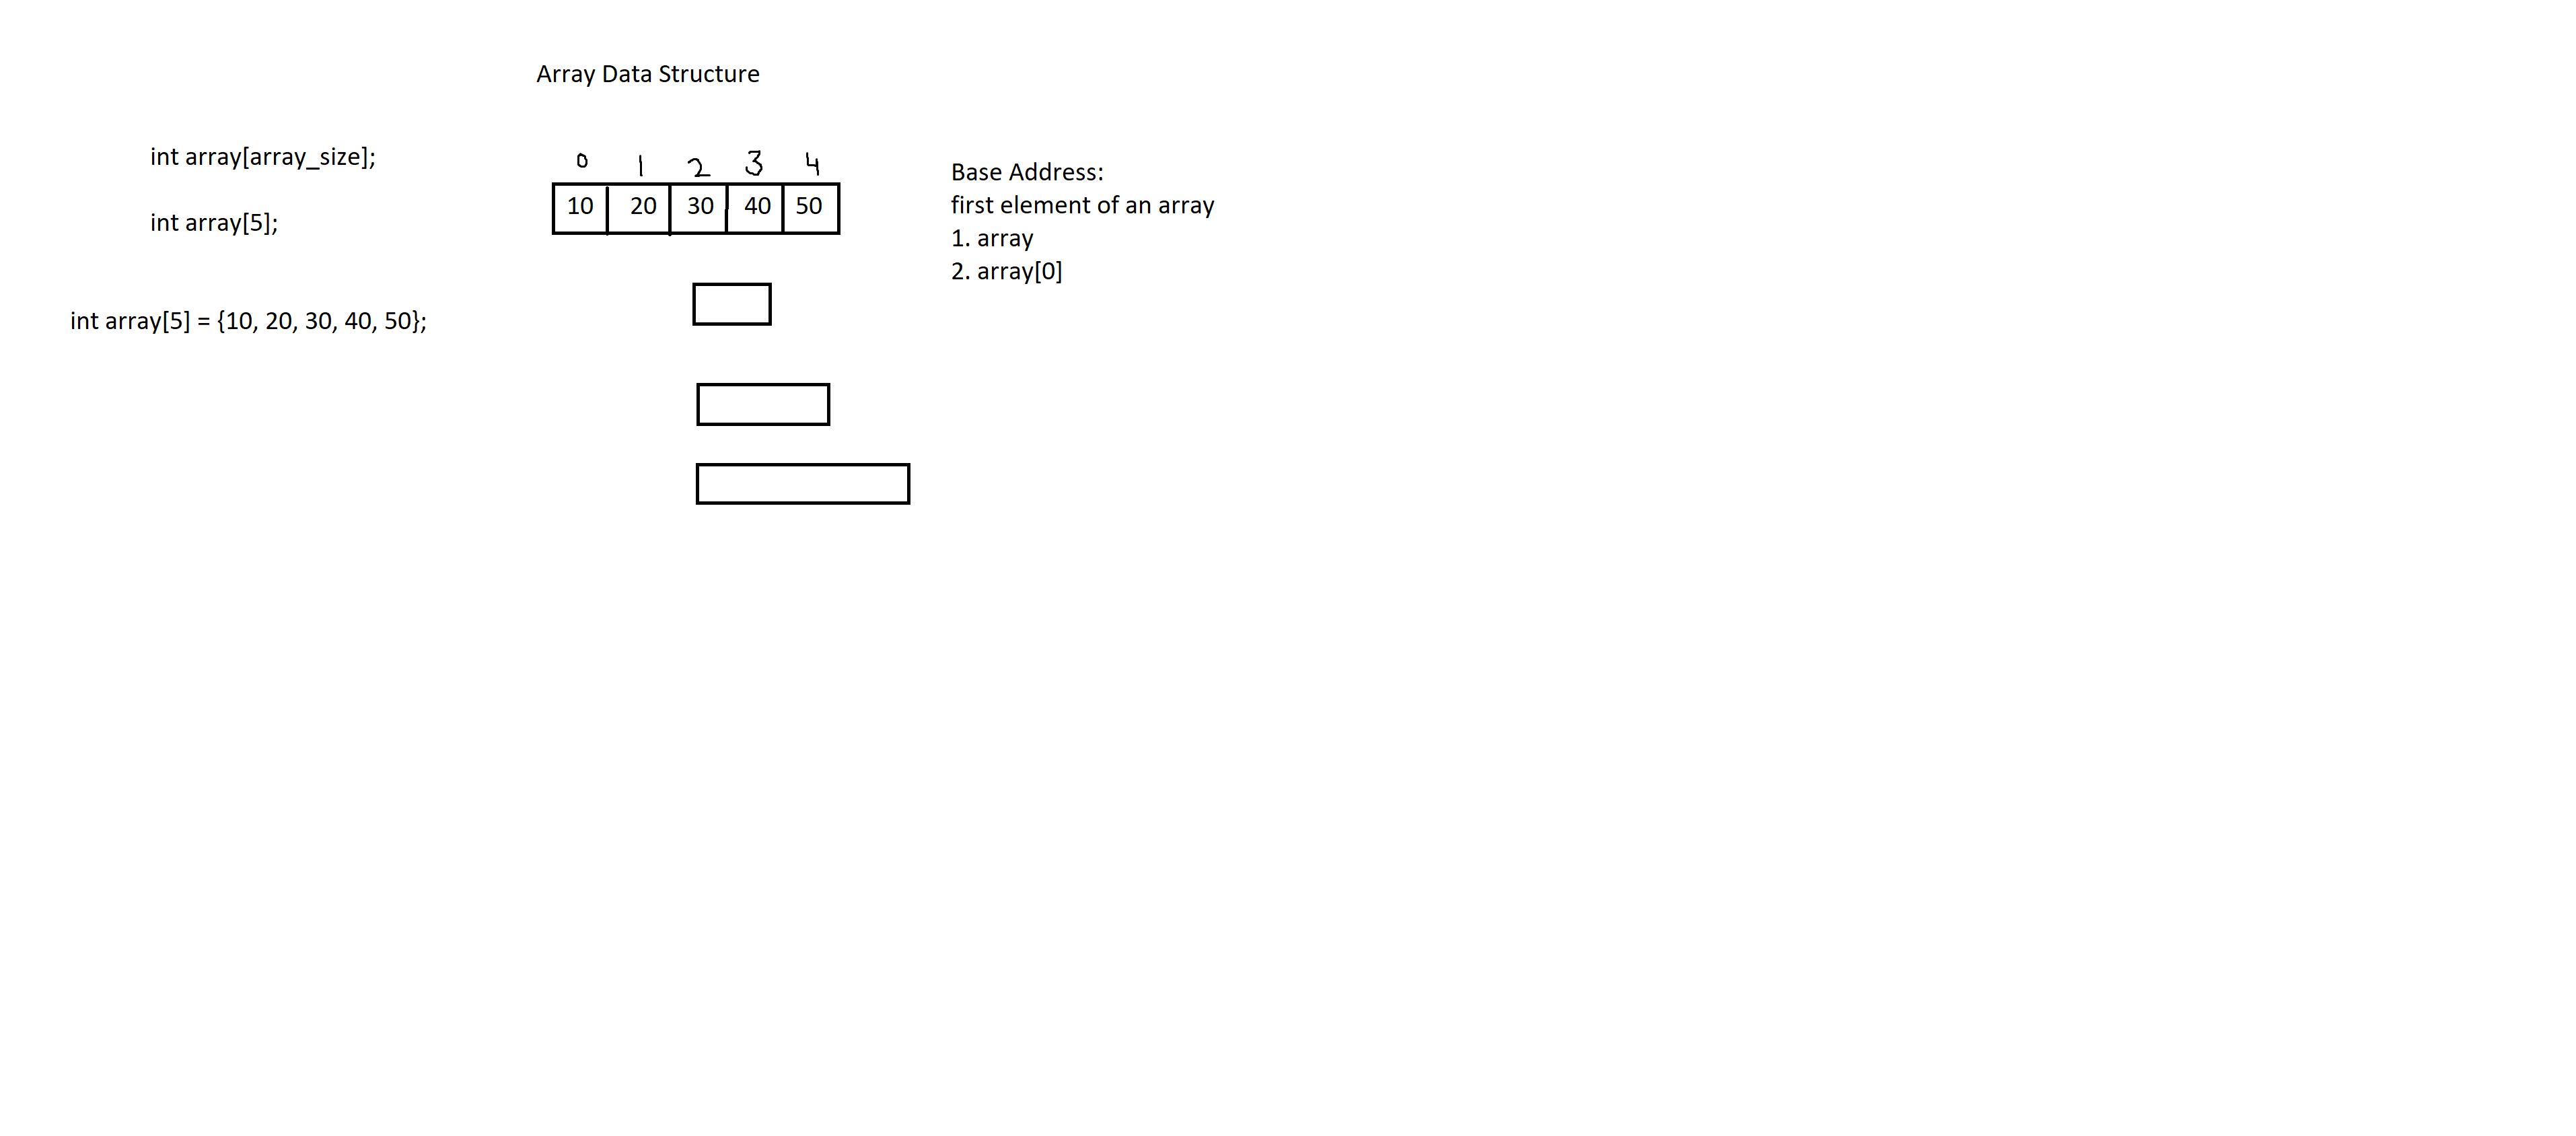 Array Data Structure
int array[array_size];
int array[5];
int array[5] = {10, 20, 30, 40, 50};
0 1 2 3 4
10 20 30 40 50
Base Address:
first element of an array
1. array
2. array[0]